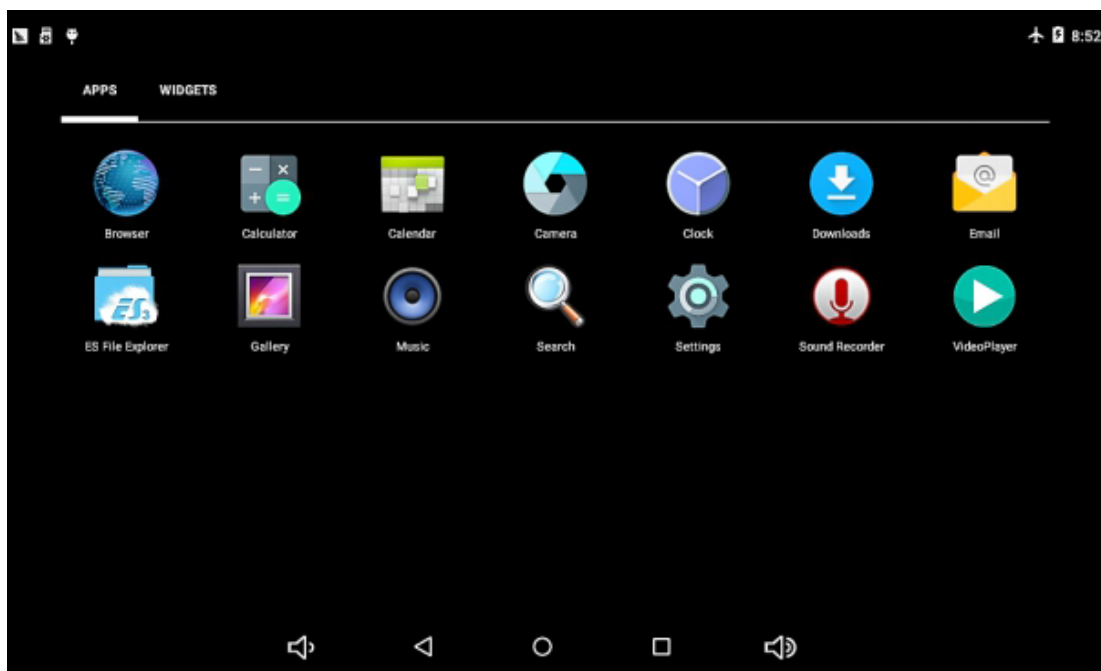 8:52
APPS WIDGETS
Browser Calculator Calendar Camera Clock Downloads Email
ES3
ES File Explorer Gallery Music Search Settings Sound Recorder VideoPlayer